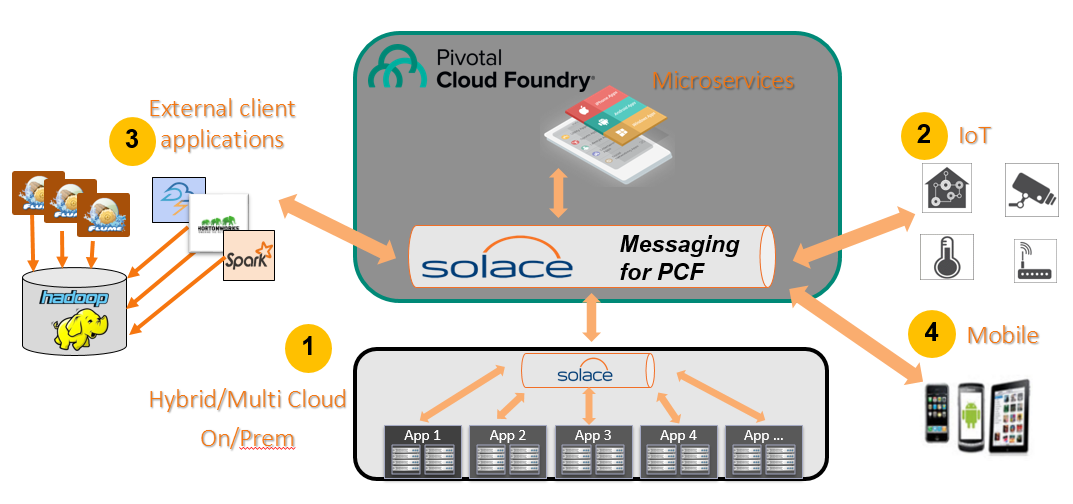 Pivotal
Cloud Foundry
Microservices
External client
applications
3
2
IoT
FLUME
FLUME
FLUME
HORTONWORKS
Spark
hadoop
solace
Messaging
for PCF
1
4
Mobile
Hybrid/Multi Cloud
On/Prem
solace
App 1
App 2
App 3
App 4
App ...